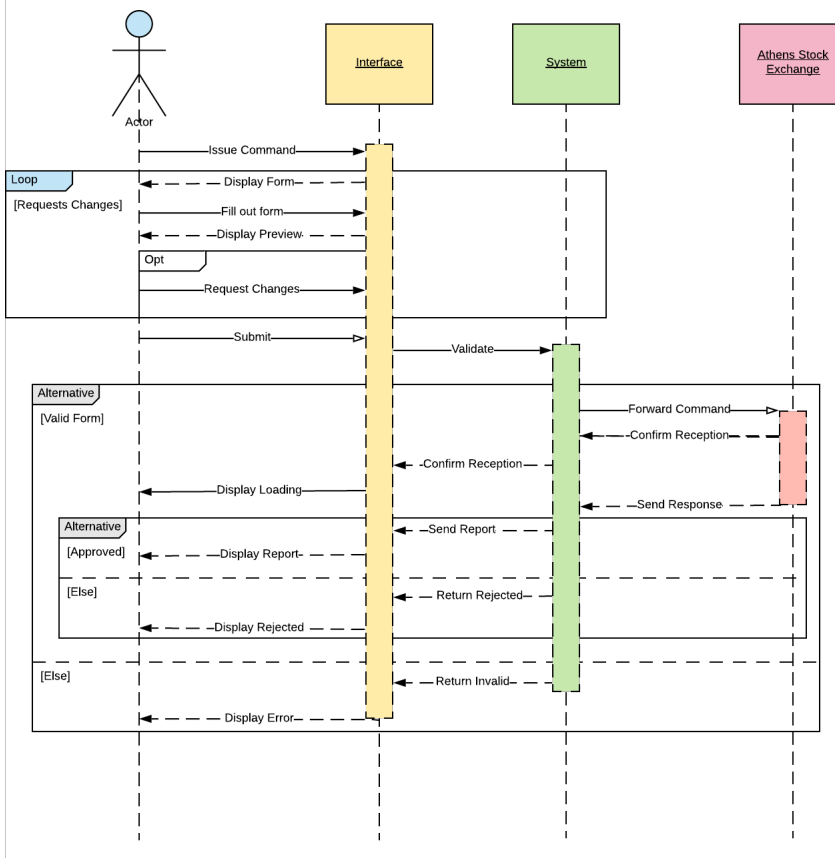 Interface
System
Athens Stock
Exchange
Actor
Issue Command
Loop
Display Form
[Requests Changes]
Fill out form
Display Preview
Opt
Request Changes
Submit
Validate
Alternative
Forward Command
[Valid Form]
Confirm Reception
Confirm Reception
Display Loading
Send Response
Alternative
Send Report
[Approved]
Display Report
[Else]
Return Rejected
Display Rejected
[Else]
Return Invalid
Display Error